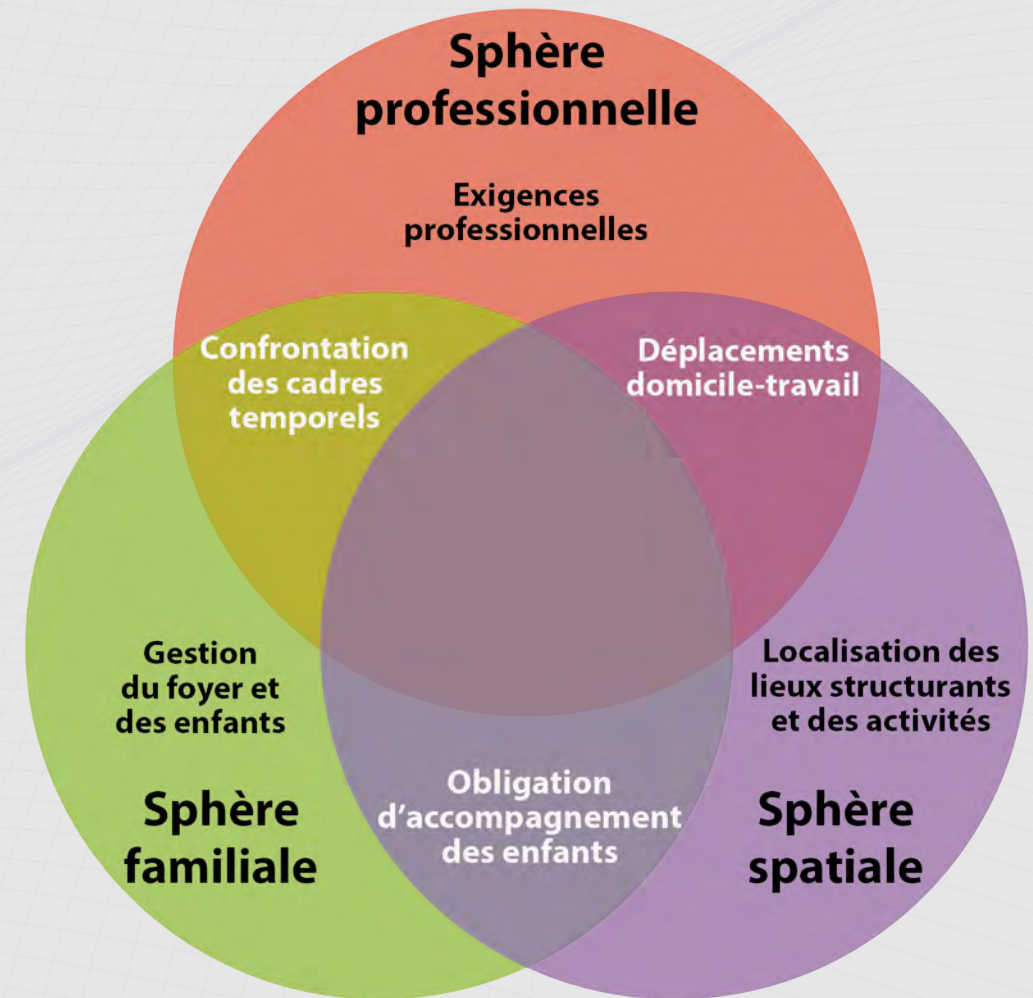 Sphère
professionnelle
Exigences
professionnelles
Confrontation
des cadres
temporels
Déplacements
domicile-travail
Gestion
du foyer et
des enfants
Localisation des
lieux structurants
et des activités
Obligation
d'accompagnement
des enfants
Sphère
familiale
Sphère
spatiale